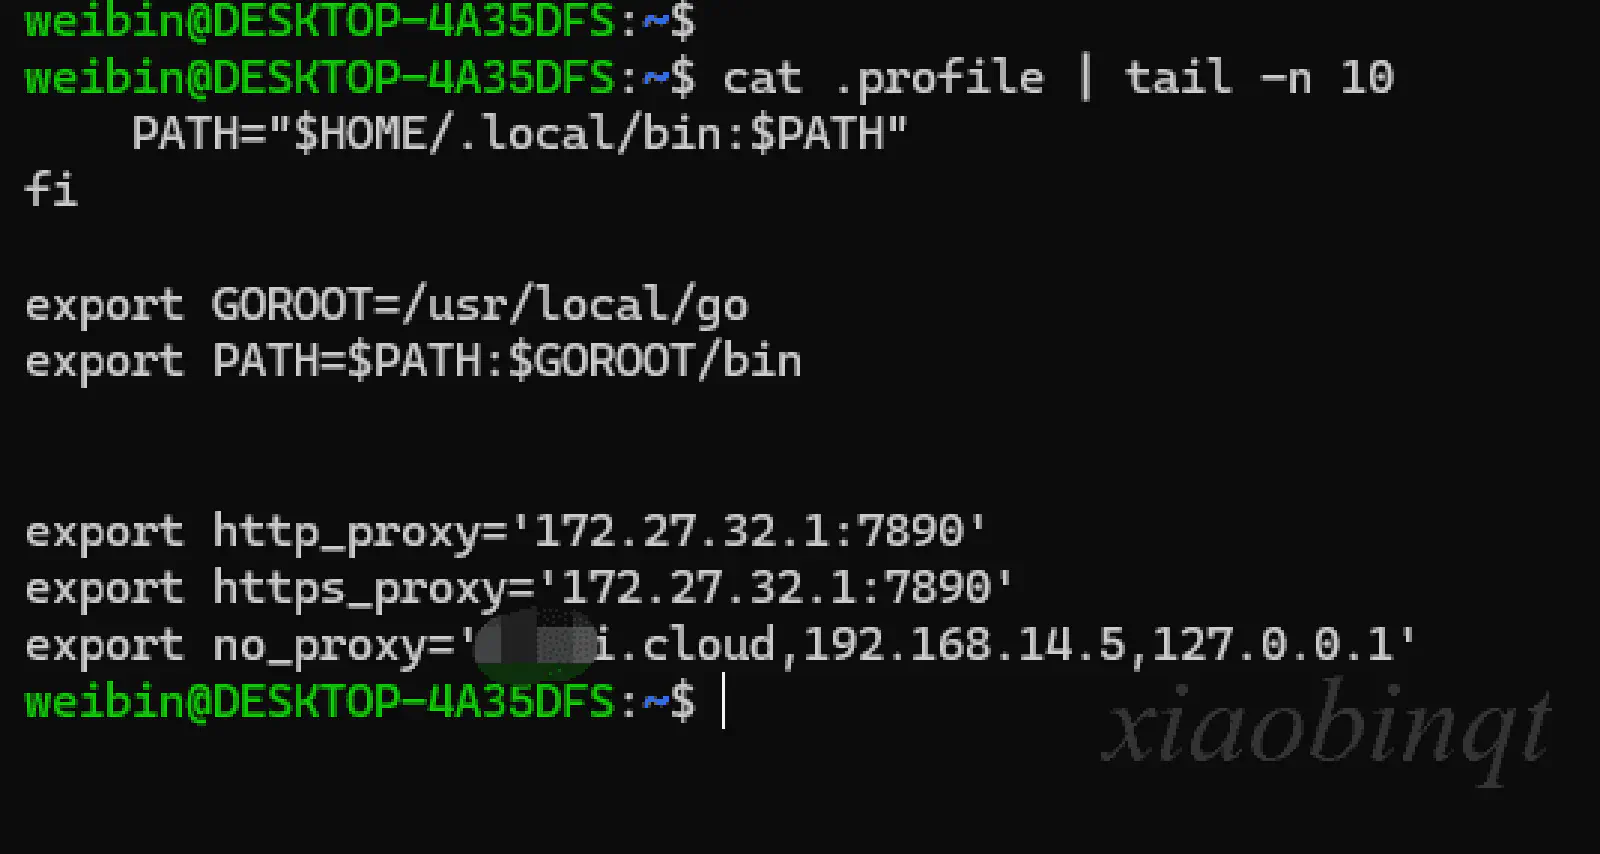 weibin@DESKTOP-4A35DFS:~$
weibin@DESKTOP-4A35DFS:~$ cat .profile | tail -n 10
    PATH="$HOME/.local/bin:$PATH"
fi
export GOROOT=/usr/local/go
export PATH=$PATH:$GOROOT/bin
export http_proxy='172.27.32.1:7890'
export https_proxy='172.27.32.1:7890'
export no_proxy='i.cloud,192.168.14.5,127.0.0.1'
weibin@DESKTOP-4A35DFS:~$
xiaobinqt